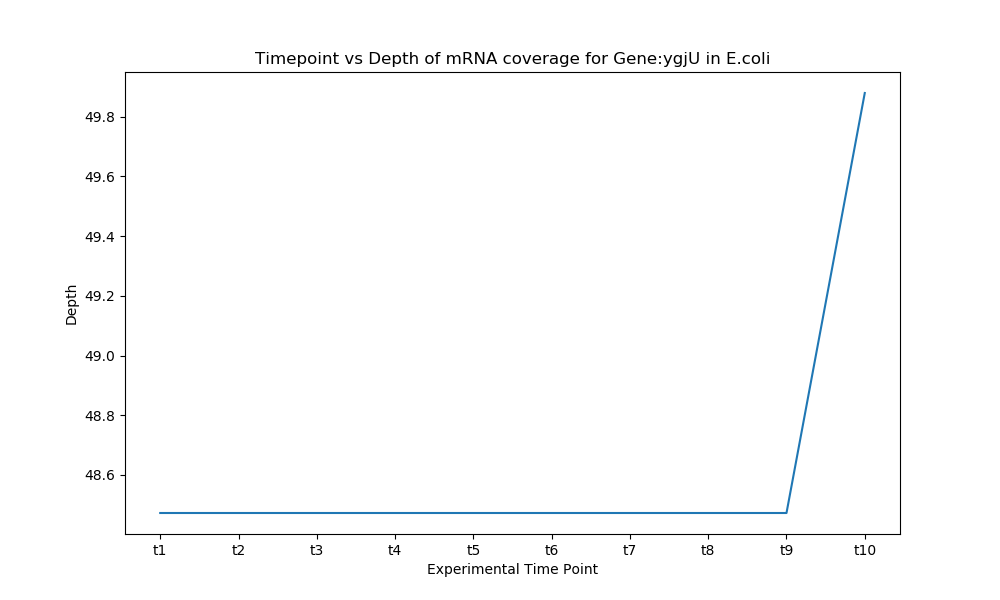 Timepoint vs Depth of mRNA coverage for Gene:ygjU in E.coli
49.8
49.6
49.4
49.2
49.0
48.8
48.6
Depth
t1 t2 t3 t4 t5 t6 t7 t8 t9 t10
Experimental Time Point